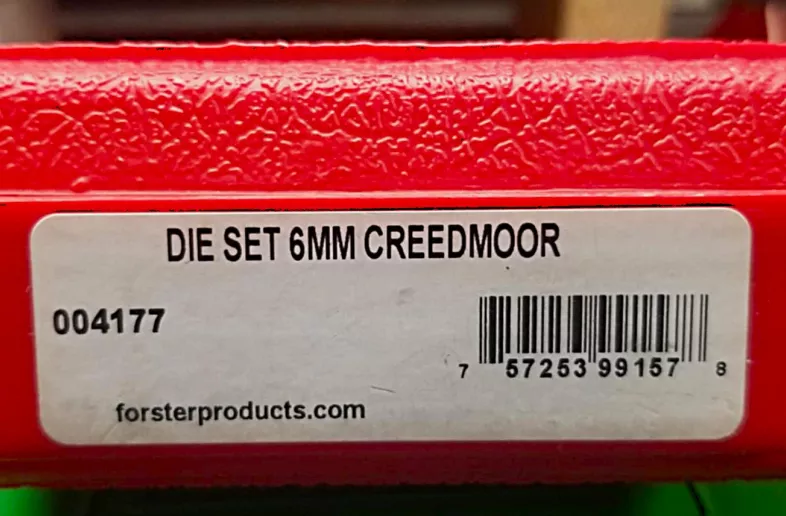 DIE SET 6MM CREEDMOOR
004177
7 57253 99157 8
forsterproducts.com